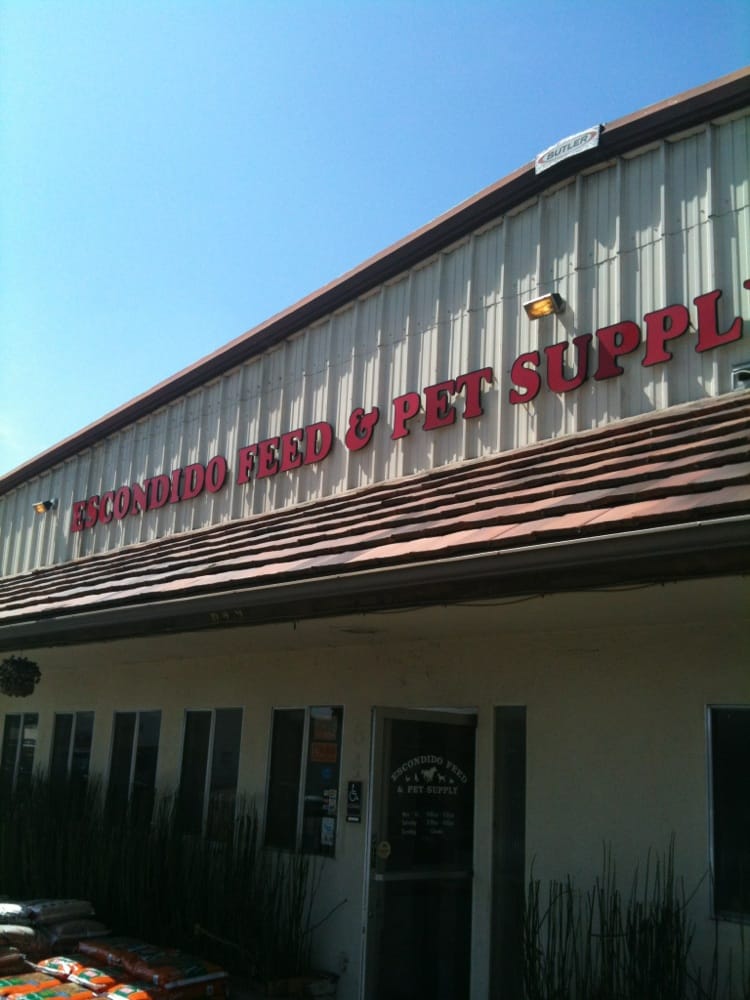 BUTLER
ESCONDIDO FEED & PET SUPPL
ESCONDIDO FEED
& PET SUPPLY